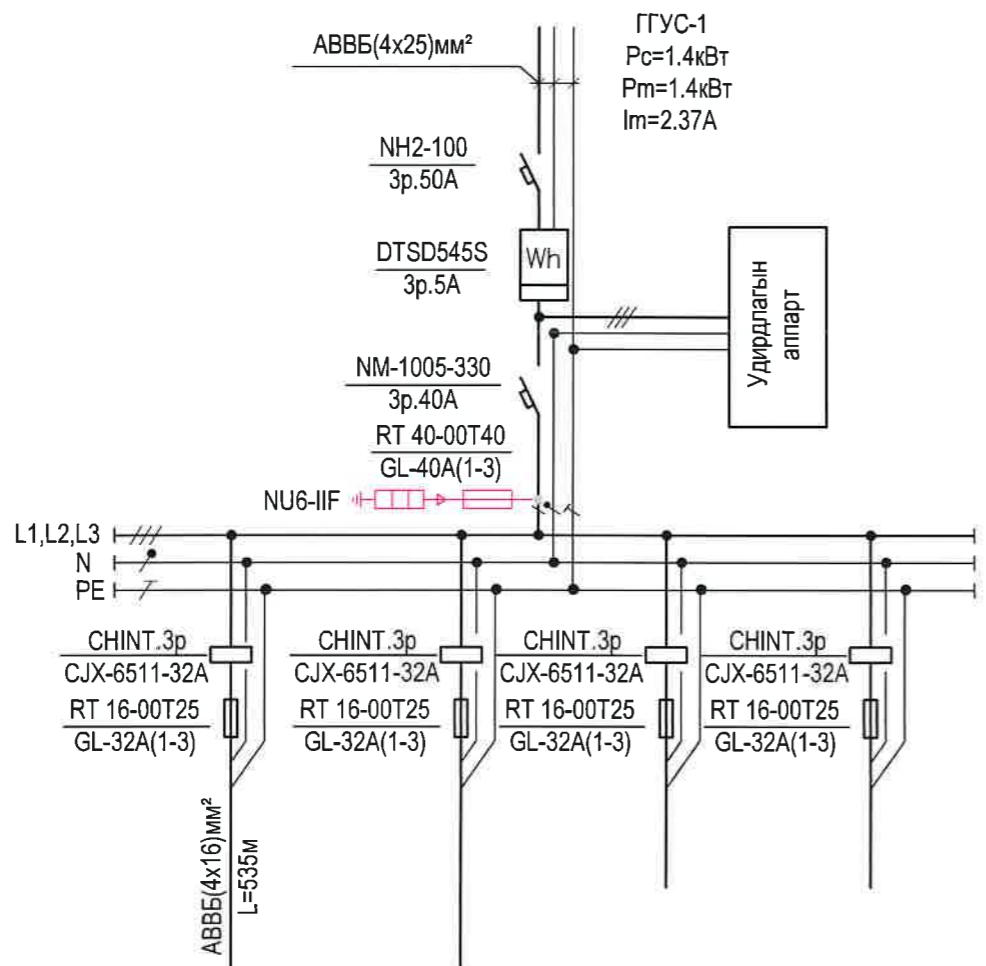 АВВБ(4х25)мм²
ГГУС-1
Рс=1.4кВт
Рm=1.4кВт
Im=2.37А
NH2-100
3р.50А
DTSD545S
3р.5А
Wh
Удирдлагын
аппарт
NM-1005-330
3р.40А
RT 40-00T40
GL-40A(1-3)
NU6-IIF
L1,L2,L3
N
PE
CHINT.3p
CJX-6511-32A
RT 16-00T25
GL-32A(1-3)
CHINT.3p
CJX-6511-32A
RT 16-00T25
GL-32A(1-3)
CHINT.3p
CJX-6511-32A
RT 16-00T25
GL-32A(1-3)
CHINT.3p
CJX-6511-32A
RT 16-00T25
GL-32A(1-3)
АВВБ(4х16)мм²
L=535м